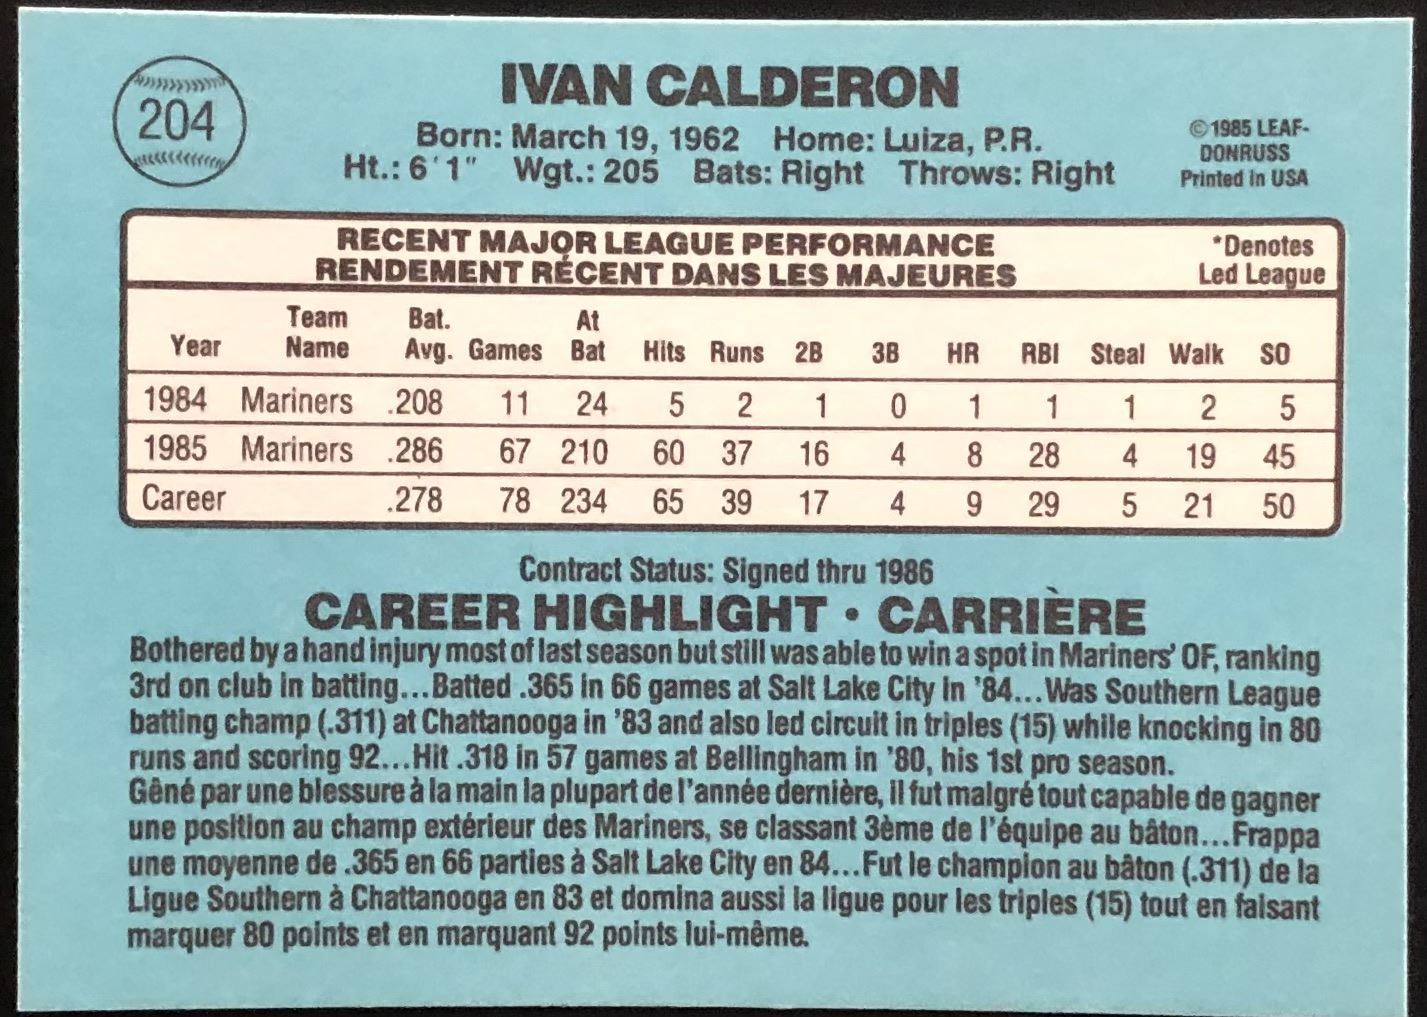 204
IVAN CALDERON
Born: March 19, 1962 Home: Luiza, P.R.
Ht.: 6'1" Wgt.: 205 Bats: Right Throws: Right
©1985 LEAF-
DONRUSS
Printed In USA
RECENT MAJOR LEAGUE PERFORMANCE
RENDEMENT RÉCENT DANS LES MAJEURES
*Denotes
Led League
Year Team Name Bat. Avg. Games At Bat Hits Runs 2B 3B HR RBI Steal Walk SO
1984 Mariners .208 11 24 5 2 1 0 1 1 1 2 5
1985 Mariners .286 67 210 60 37 16 4 8 28 4 19 45
Career .278 78 234 65 39 17 4 9 29 5 21 50
Contract Status: Signed thru 1986
CAREER HIGHLIGHT • CARRIÈRE
Bothered by a hand injury most of last season but still was able to win a spot in Mariners' OF, ranking
3rd on club in batting...Batted .365 in 66 games at Salt Lake City in '84...Was Southern League
batting champ (.311) at Chattanooga in '83 and also led circuit in triples (15) while knocking in 80
runs and scoring 92...Hit .318 in 57 games at Bellingham in '80, his 1st pro season.
Gêné par une blessure à la main la plupart de l'année dernière, il fut malgré tout capable de gagner
une position au champ extérieur des Mariners, se classant 3ème de l'équipe au bâton...Frappa
une moyenne de .365 en 66 parties à Salt Lake City en 84...Fut le champion au bâton (.311) de la
Ligue Southern à Chattanooga en 83 et domina aussi la ligue pour les triples (15) tout en faisant
marquer 80 points et en marquant 92 points lui-même.